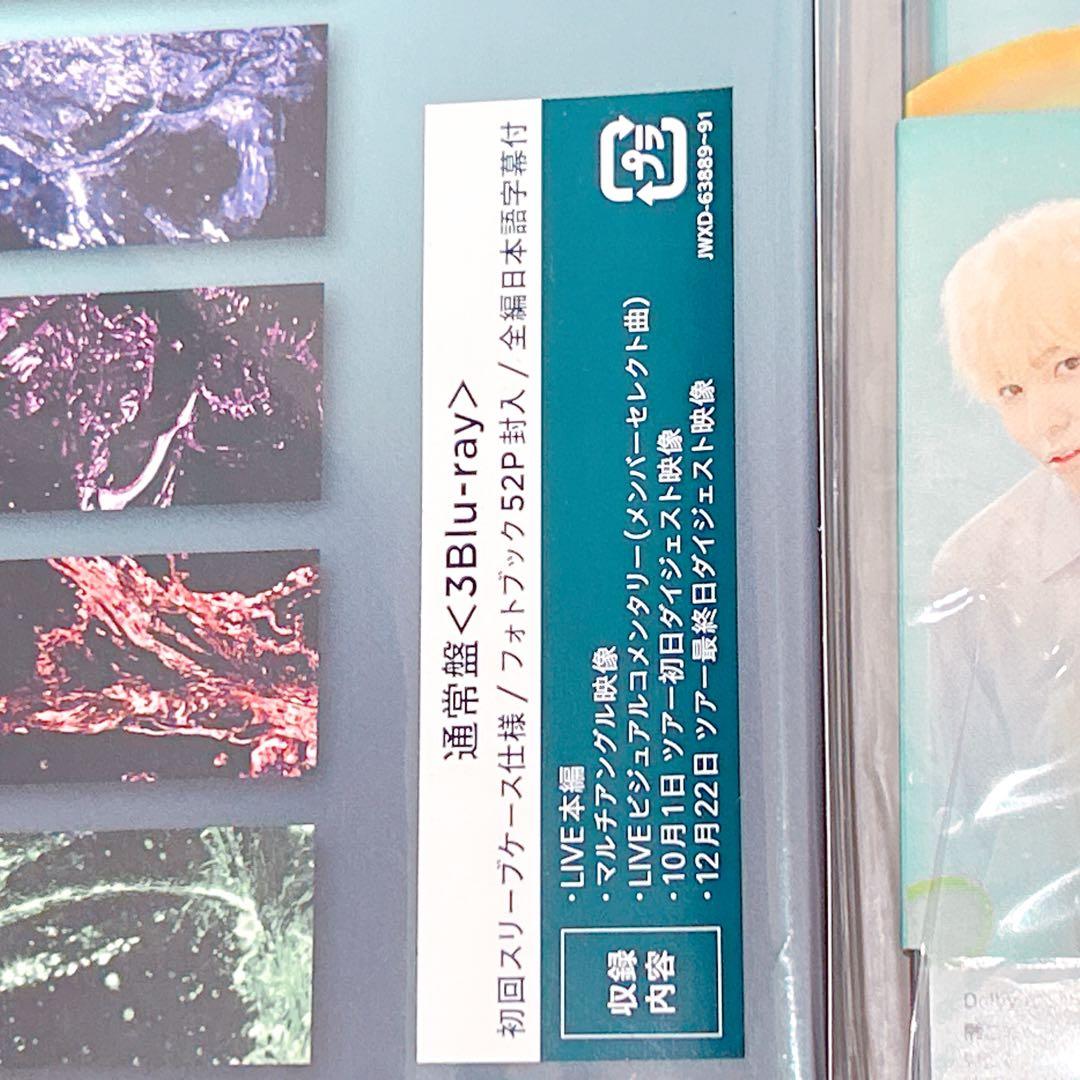 通常盤<3Blu-ray>
初回スリーブケース仕様/フォトブック52P封入/全編日本語字幕付
収録
内容
・LIVE本編
・マルチアングル映像
・LIVEビジュアルコメンタリー(メンバーセレクト曲)
・10月1日 ツアー初日ダイジェスト映像
・12月22日 ツアー最終日ダイジェスト映像
プラ
JWXD-63889~91